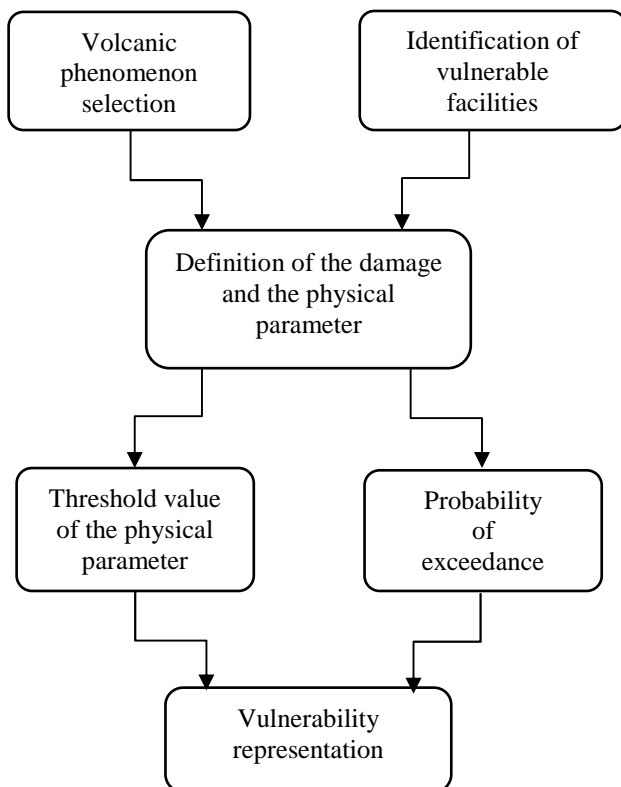 Volcanic
phenomenon
selection
Identification of
vulnerable
facilities
Definition of the damage
and the physical
parameter
Threshold value
of the physical
parameter
Probability
of
exceedance
Vulnerability
representation